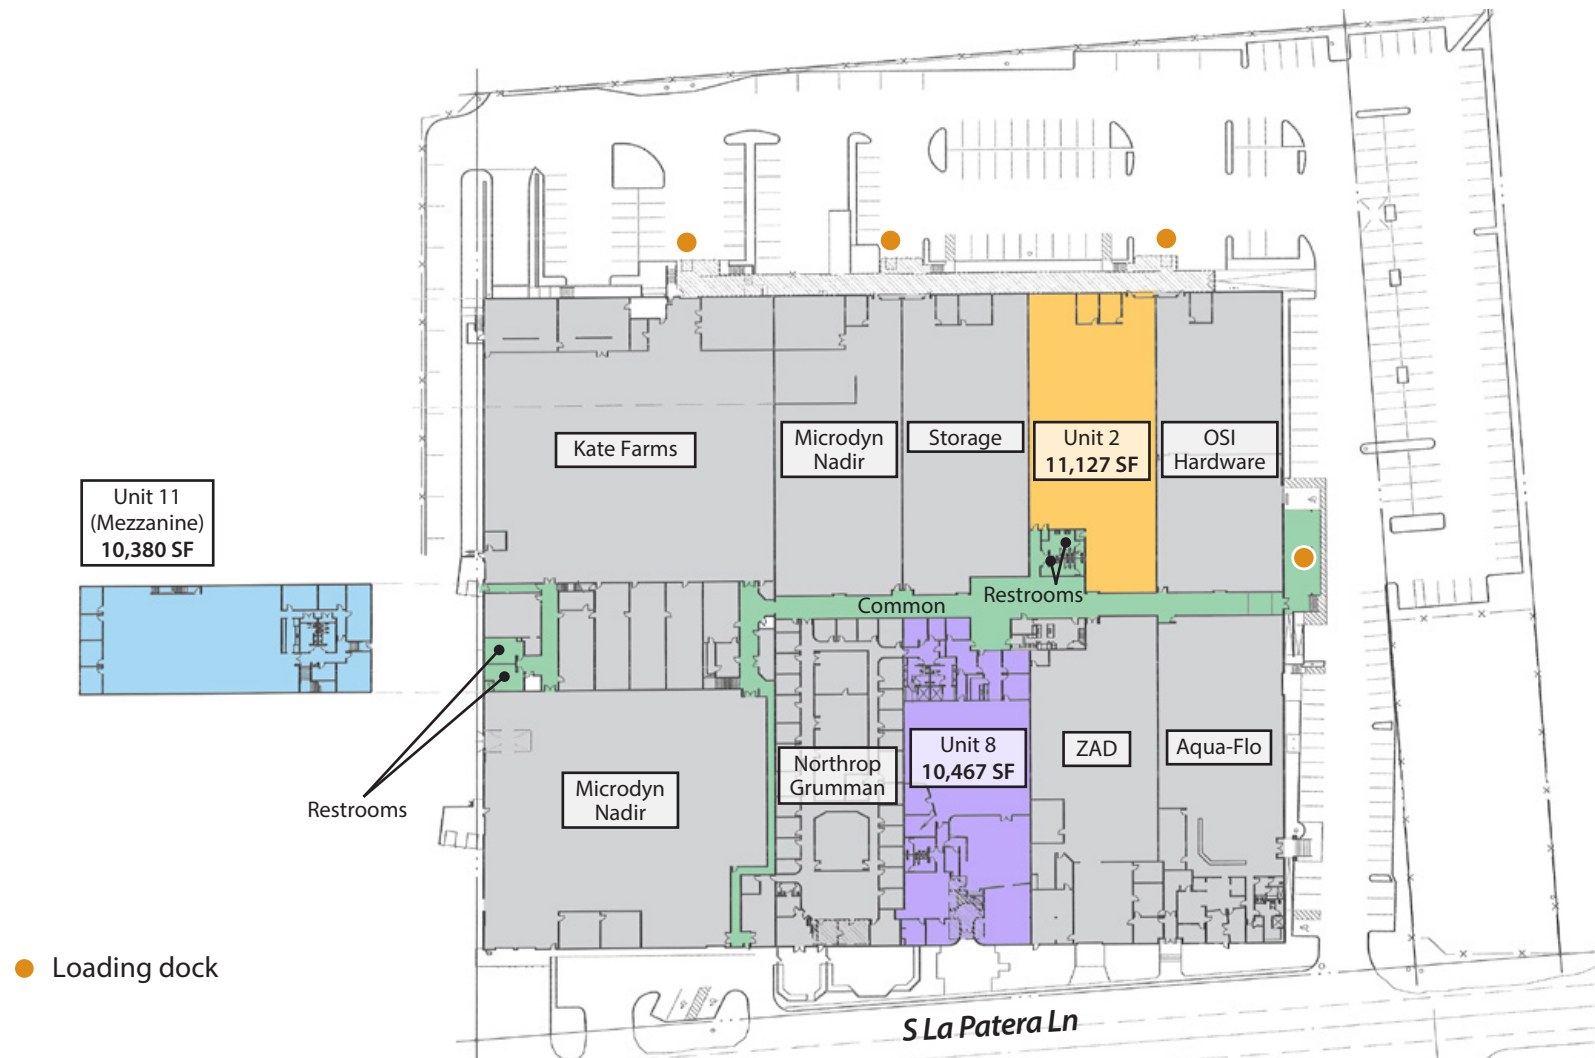 Kate Farms
Microdyn
Nadir
Storage
Unit 2
11,127 SF
OSI
Hardware
Unit 11
(Mezzanine)
10,380 SF
Restrooms
Common
Restrooms
Microdyn
Nadir
Northrop
Grumman
Unit 8
10,467 SF
ZAD
Aqua-Flo
Loading dock
S La Patera Ln